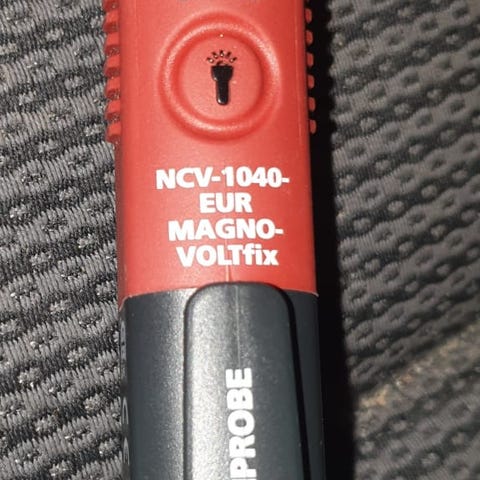 NCV-1040-
EUR
MAGNO-
VOLTfix
PROBE